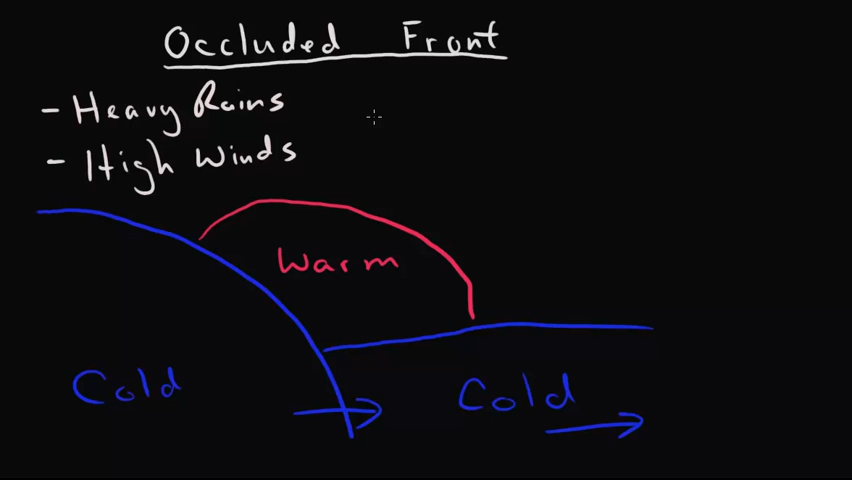 Occluded Front
- Heavy Rains
- High Winds
Warm
Cold
Cold